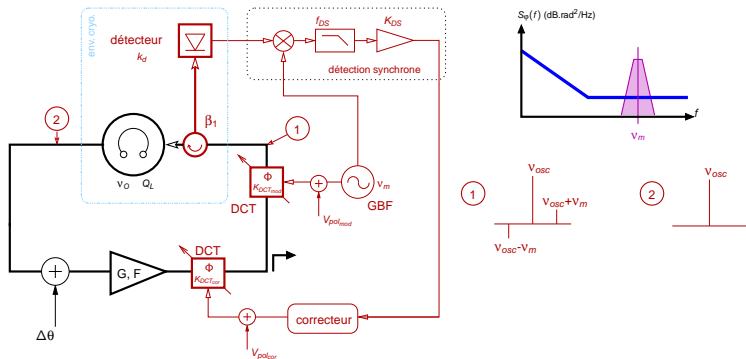 env. cryo.
détecteur
k_d
f_DS
K_DS
détection synchrone
S_φ(f) (dB.rad²/Hz)
f
ν_m
2
β_1
1
ν_O Q_L
Φ
K_DCT_mod
DCT
ν_m
GBF
V_pol_mod
1
ν_osc
ν_osc+ν_m
ν_osc-ν_m
2
ν_osc
DCT
G, F
Φ
K_DCT_cor
Δθ
correcteur
V_pol_cor